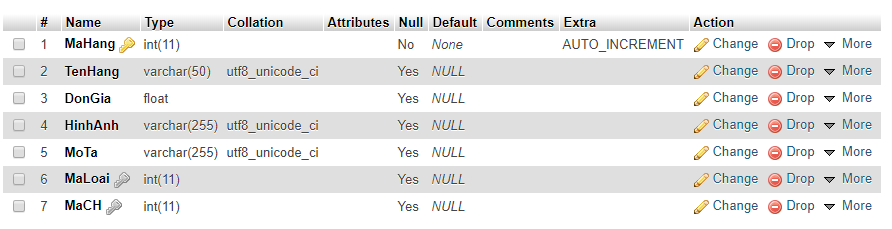 # Name Type Collation Attributes Null Default Comments Extra Action
1 MaHang int(11) No None AUTO_INCREMENT Change Drop More
2 TenHang varchar(50) utf8_unicode_ci Yes NULL Change Drop More
3 DonGia float Yes NULL Change Drop More
4 HinhAnh varchar(255) utf8_unicode_ci Yes NULL Change Drop More
5 MoTa varchar(255) utf8_unicode_ci Yes NULL Change Drop More
6 MaLoai int(11) Yes NULL Change Drop More
7 MaCH int(11) Yes NULL Change Drop More